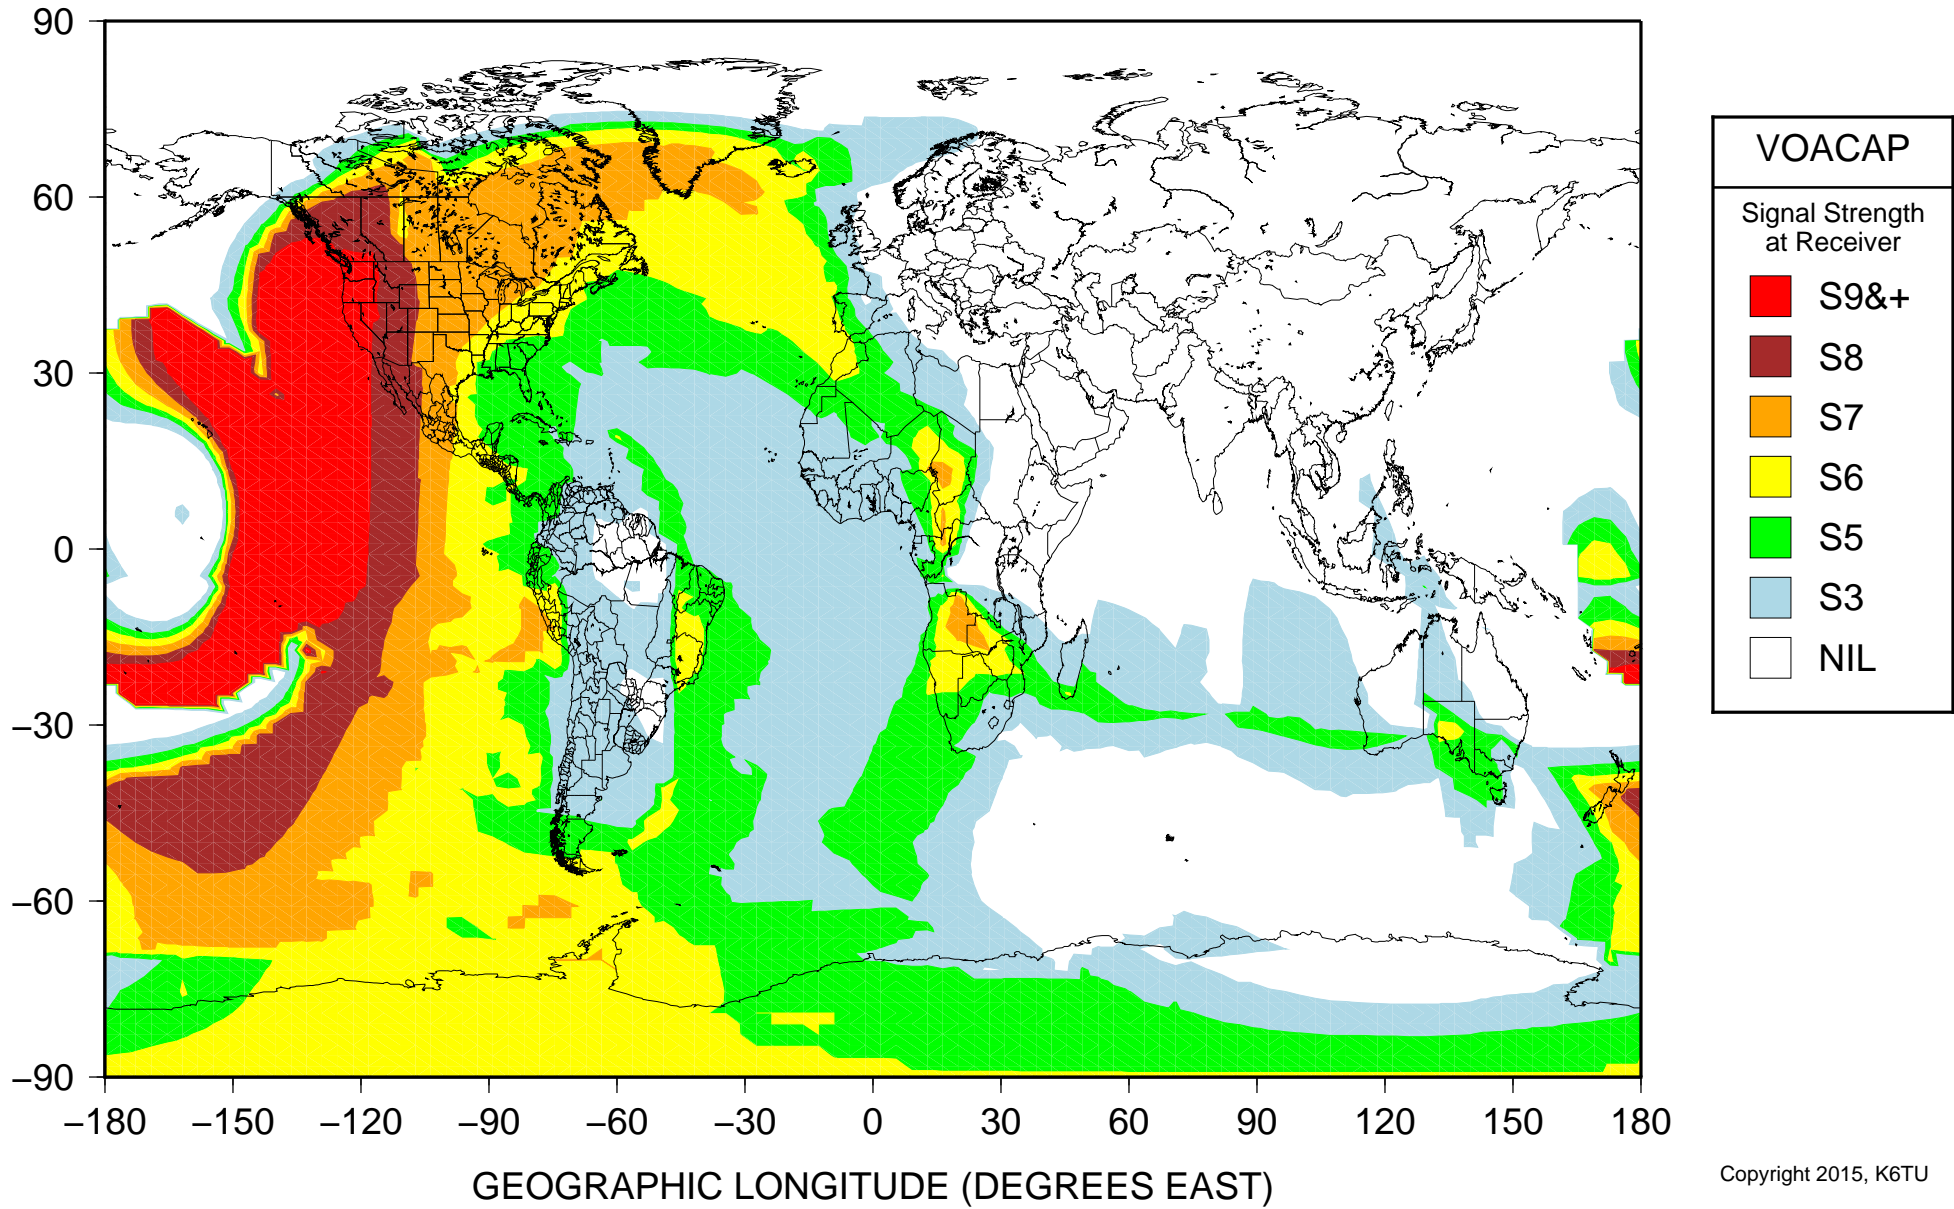 90
60
30
0
−30
−60
−90
−180 −150 −120 −90 −60 −30 0 30 60 90 120 150 180
GEOGRAPHIC LONGITUDE (DEGREES EAST)
VOACAP
Signal Strength
at Receiver
S9&+
S8
S7
S6
S5
S3
NIL
Copyright 2015, K6TU